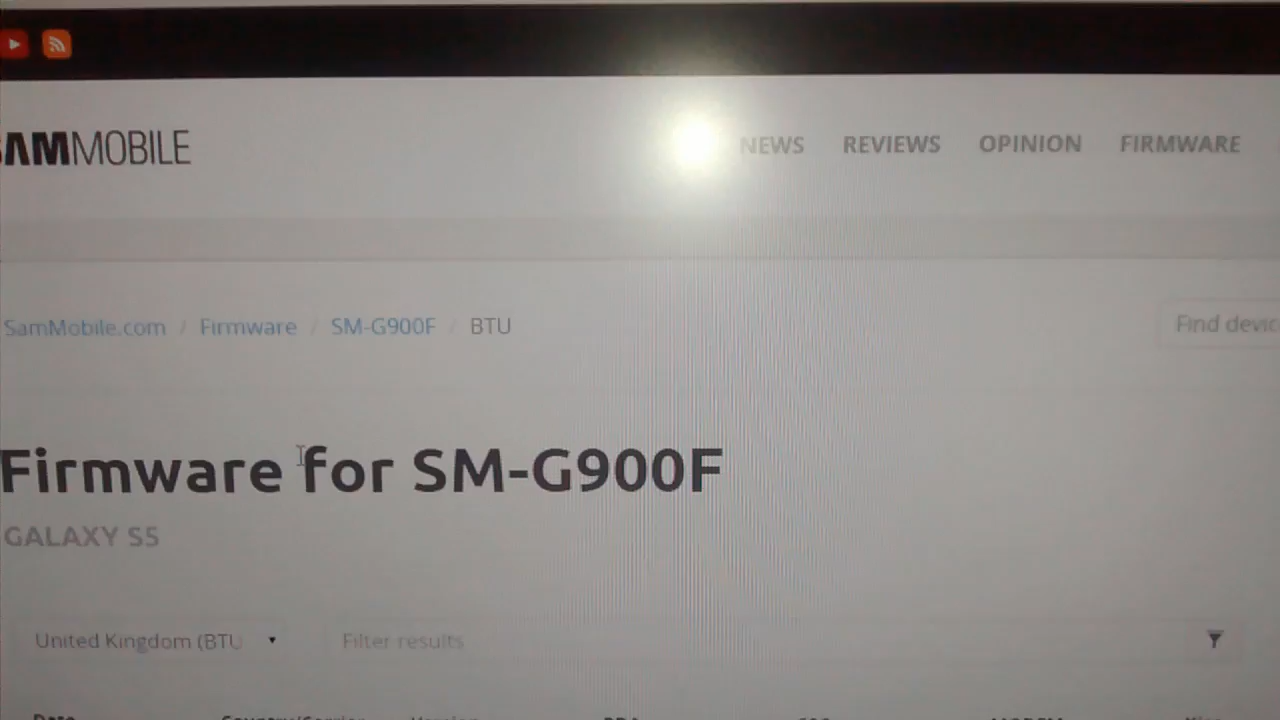 SAMMOBILE
NEWS REVIEWS OPINION FIRMWARE
SamMobile.com / Firmware / SM-G900F / BTU
Find devic
Firmware for SM-G900F
GALAXY S5
United Kingdom (BTU
Filter results